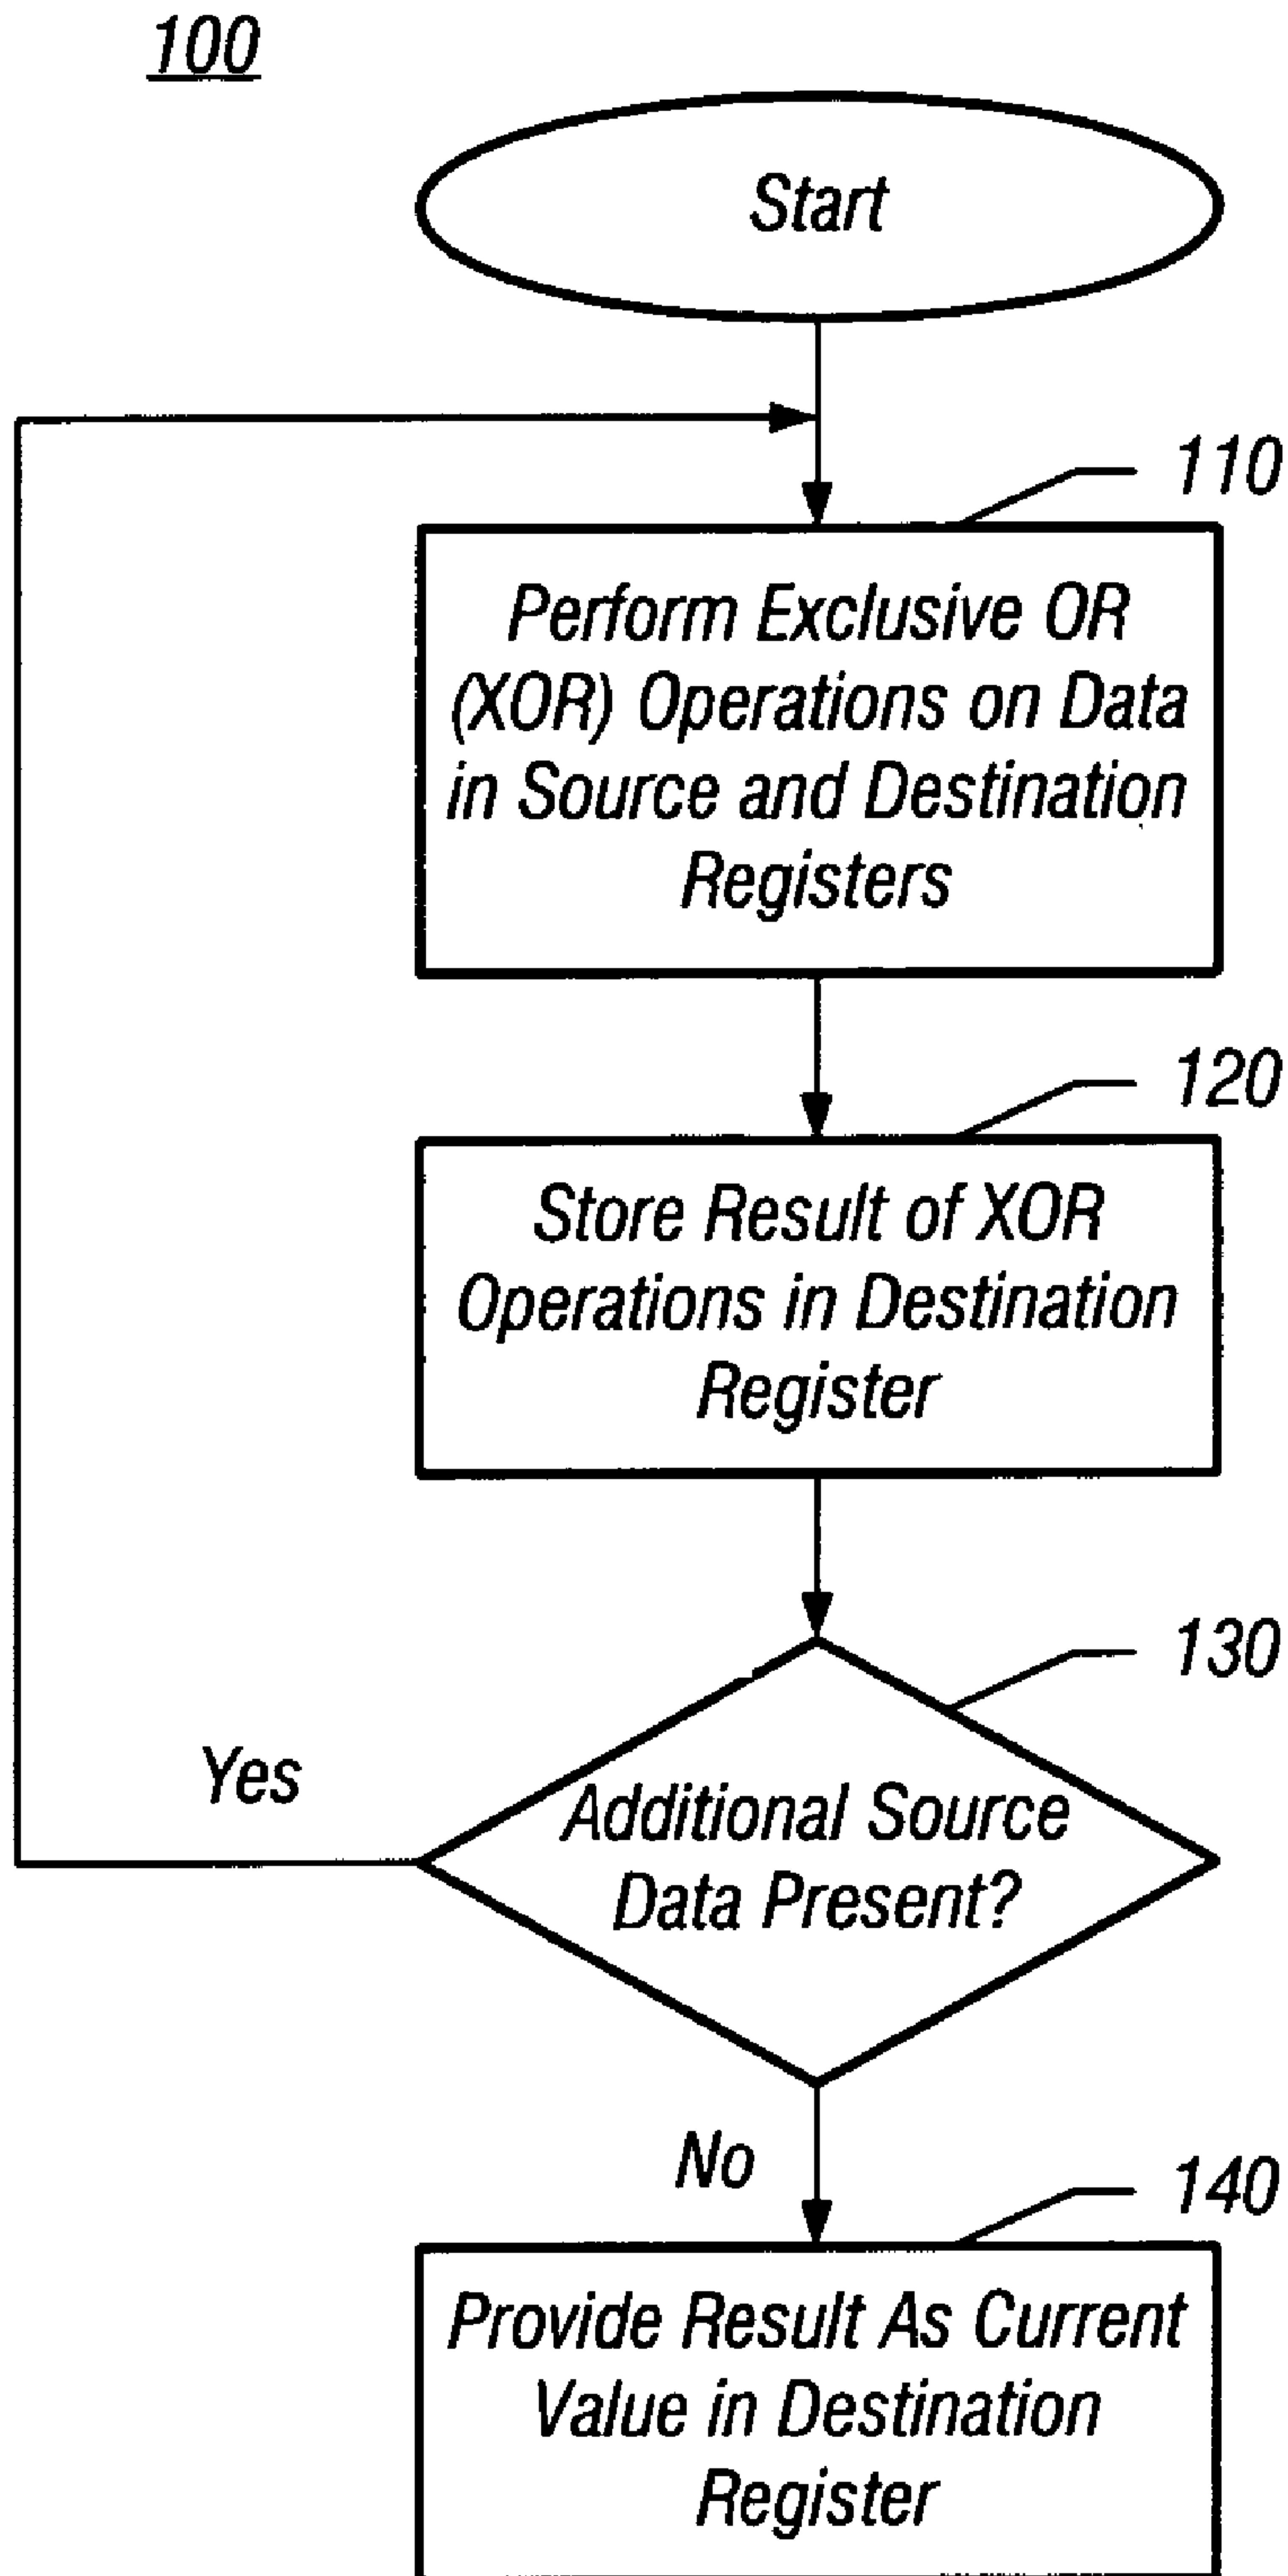 100
Start
110
Perform Exclusive OR
(XOR) Operations on Data
in Source and Destination
Registers
120
Store Result of XOR
Operations in Destination
Register
130
Yes
Additional Source
Data Present?
No
140
Provide Result As Current
Value in Destination
Register